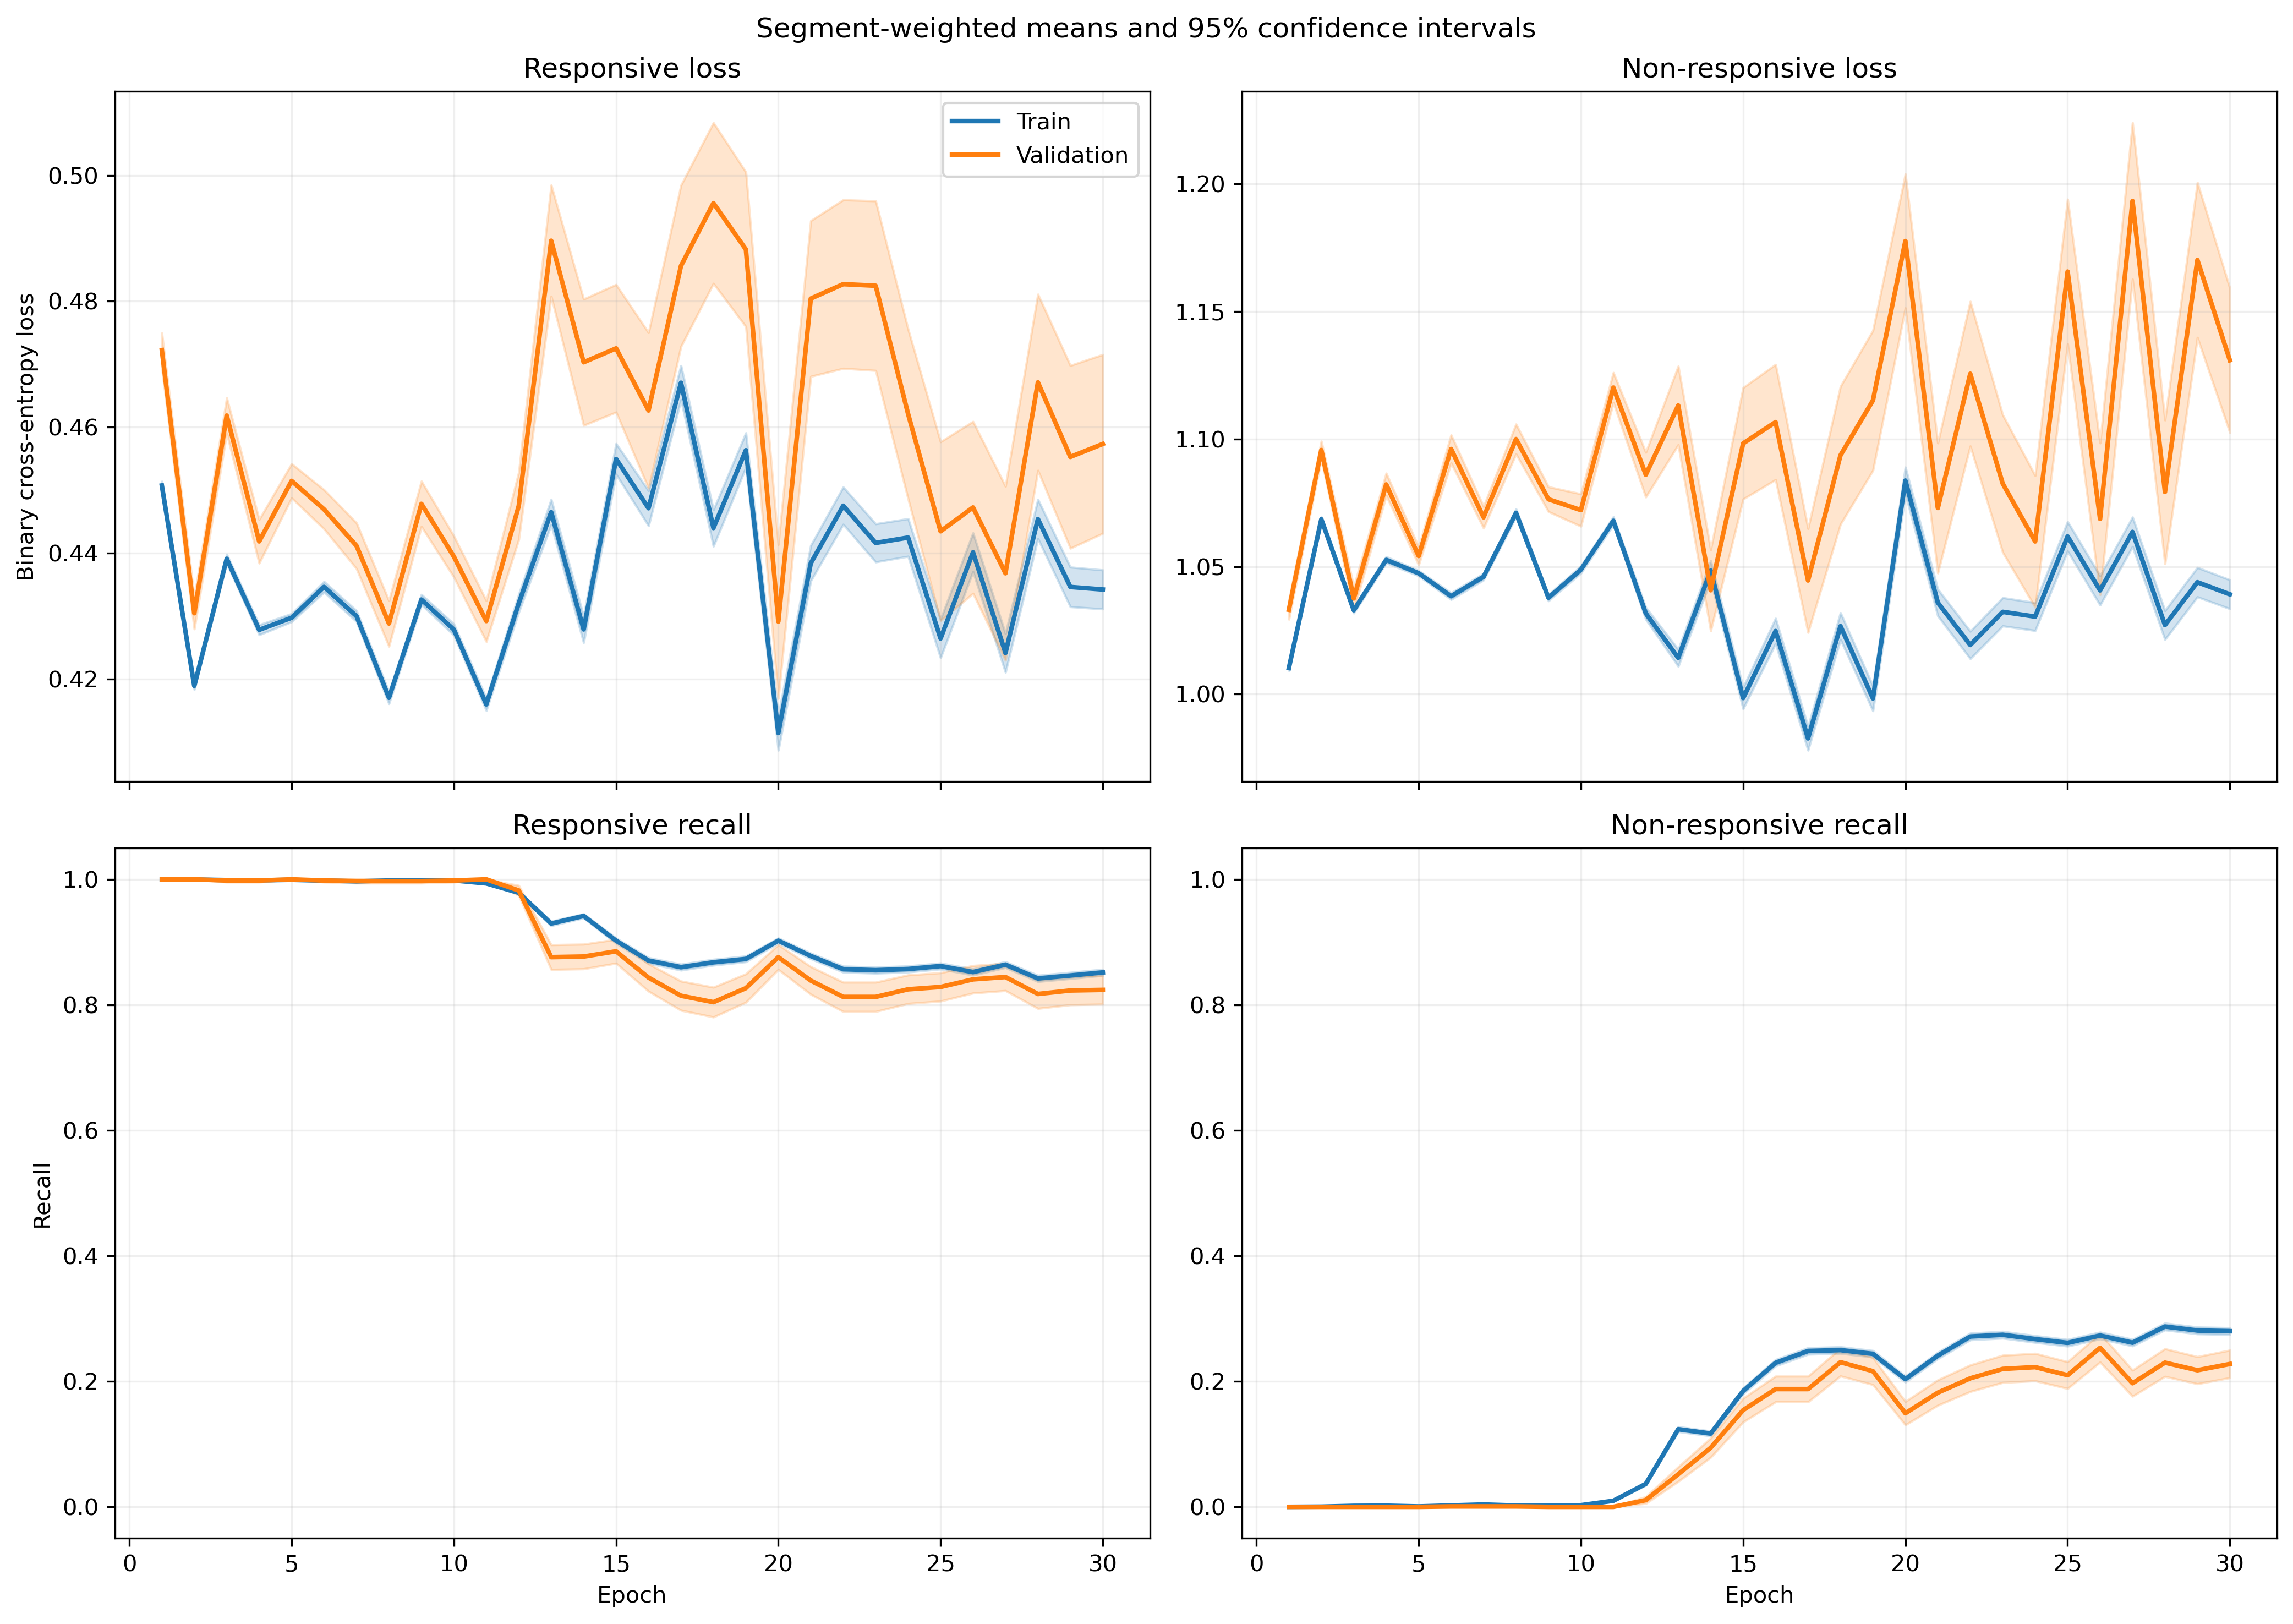 Segment-weighted means and 95% confidence intervals
Responsive loss
Non-responsive loss
Train
Validation
Binary cross-entropy loss
0.50
0.48
0.46
0.44
0.42
1.20
1.15
1.10
1.05
1.00
Responsive recall
Non-responsive recall
Recall
1.0
0.8
0.6
0.4
0.2
0.0
1.0
0.8
0.6
0.4
0.2
0.0
0 5 10 15 20 25 30
0 5 10 15 20 25 30
Epoch
Epoch